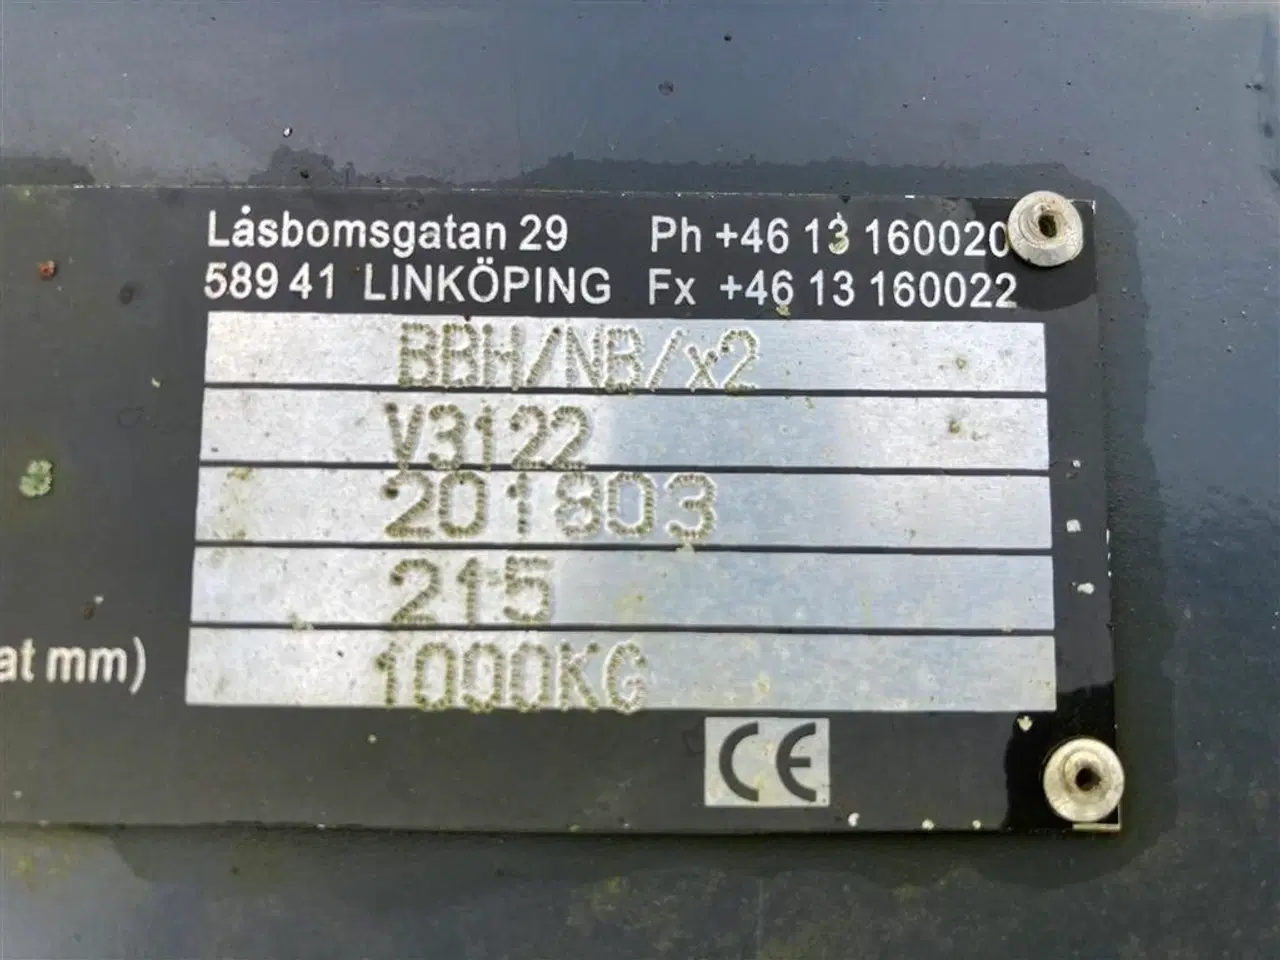 Låsbomsgatan 29 Ph +46 13 160020
589 41 LINKÖPING Fx +46 13 160022
BBH/NB/x2
V3122
201803
215
at mm)
1000KG
CE